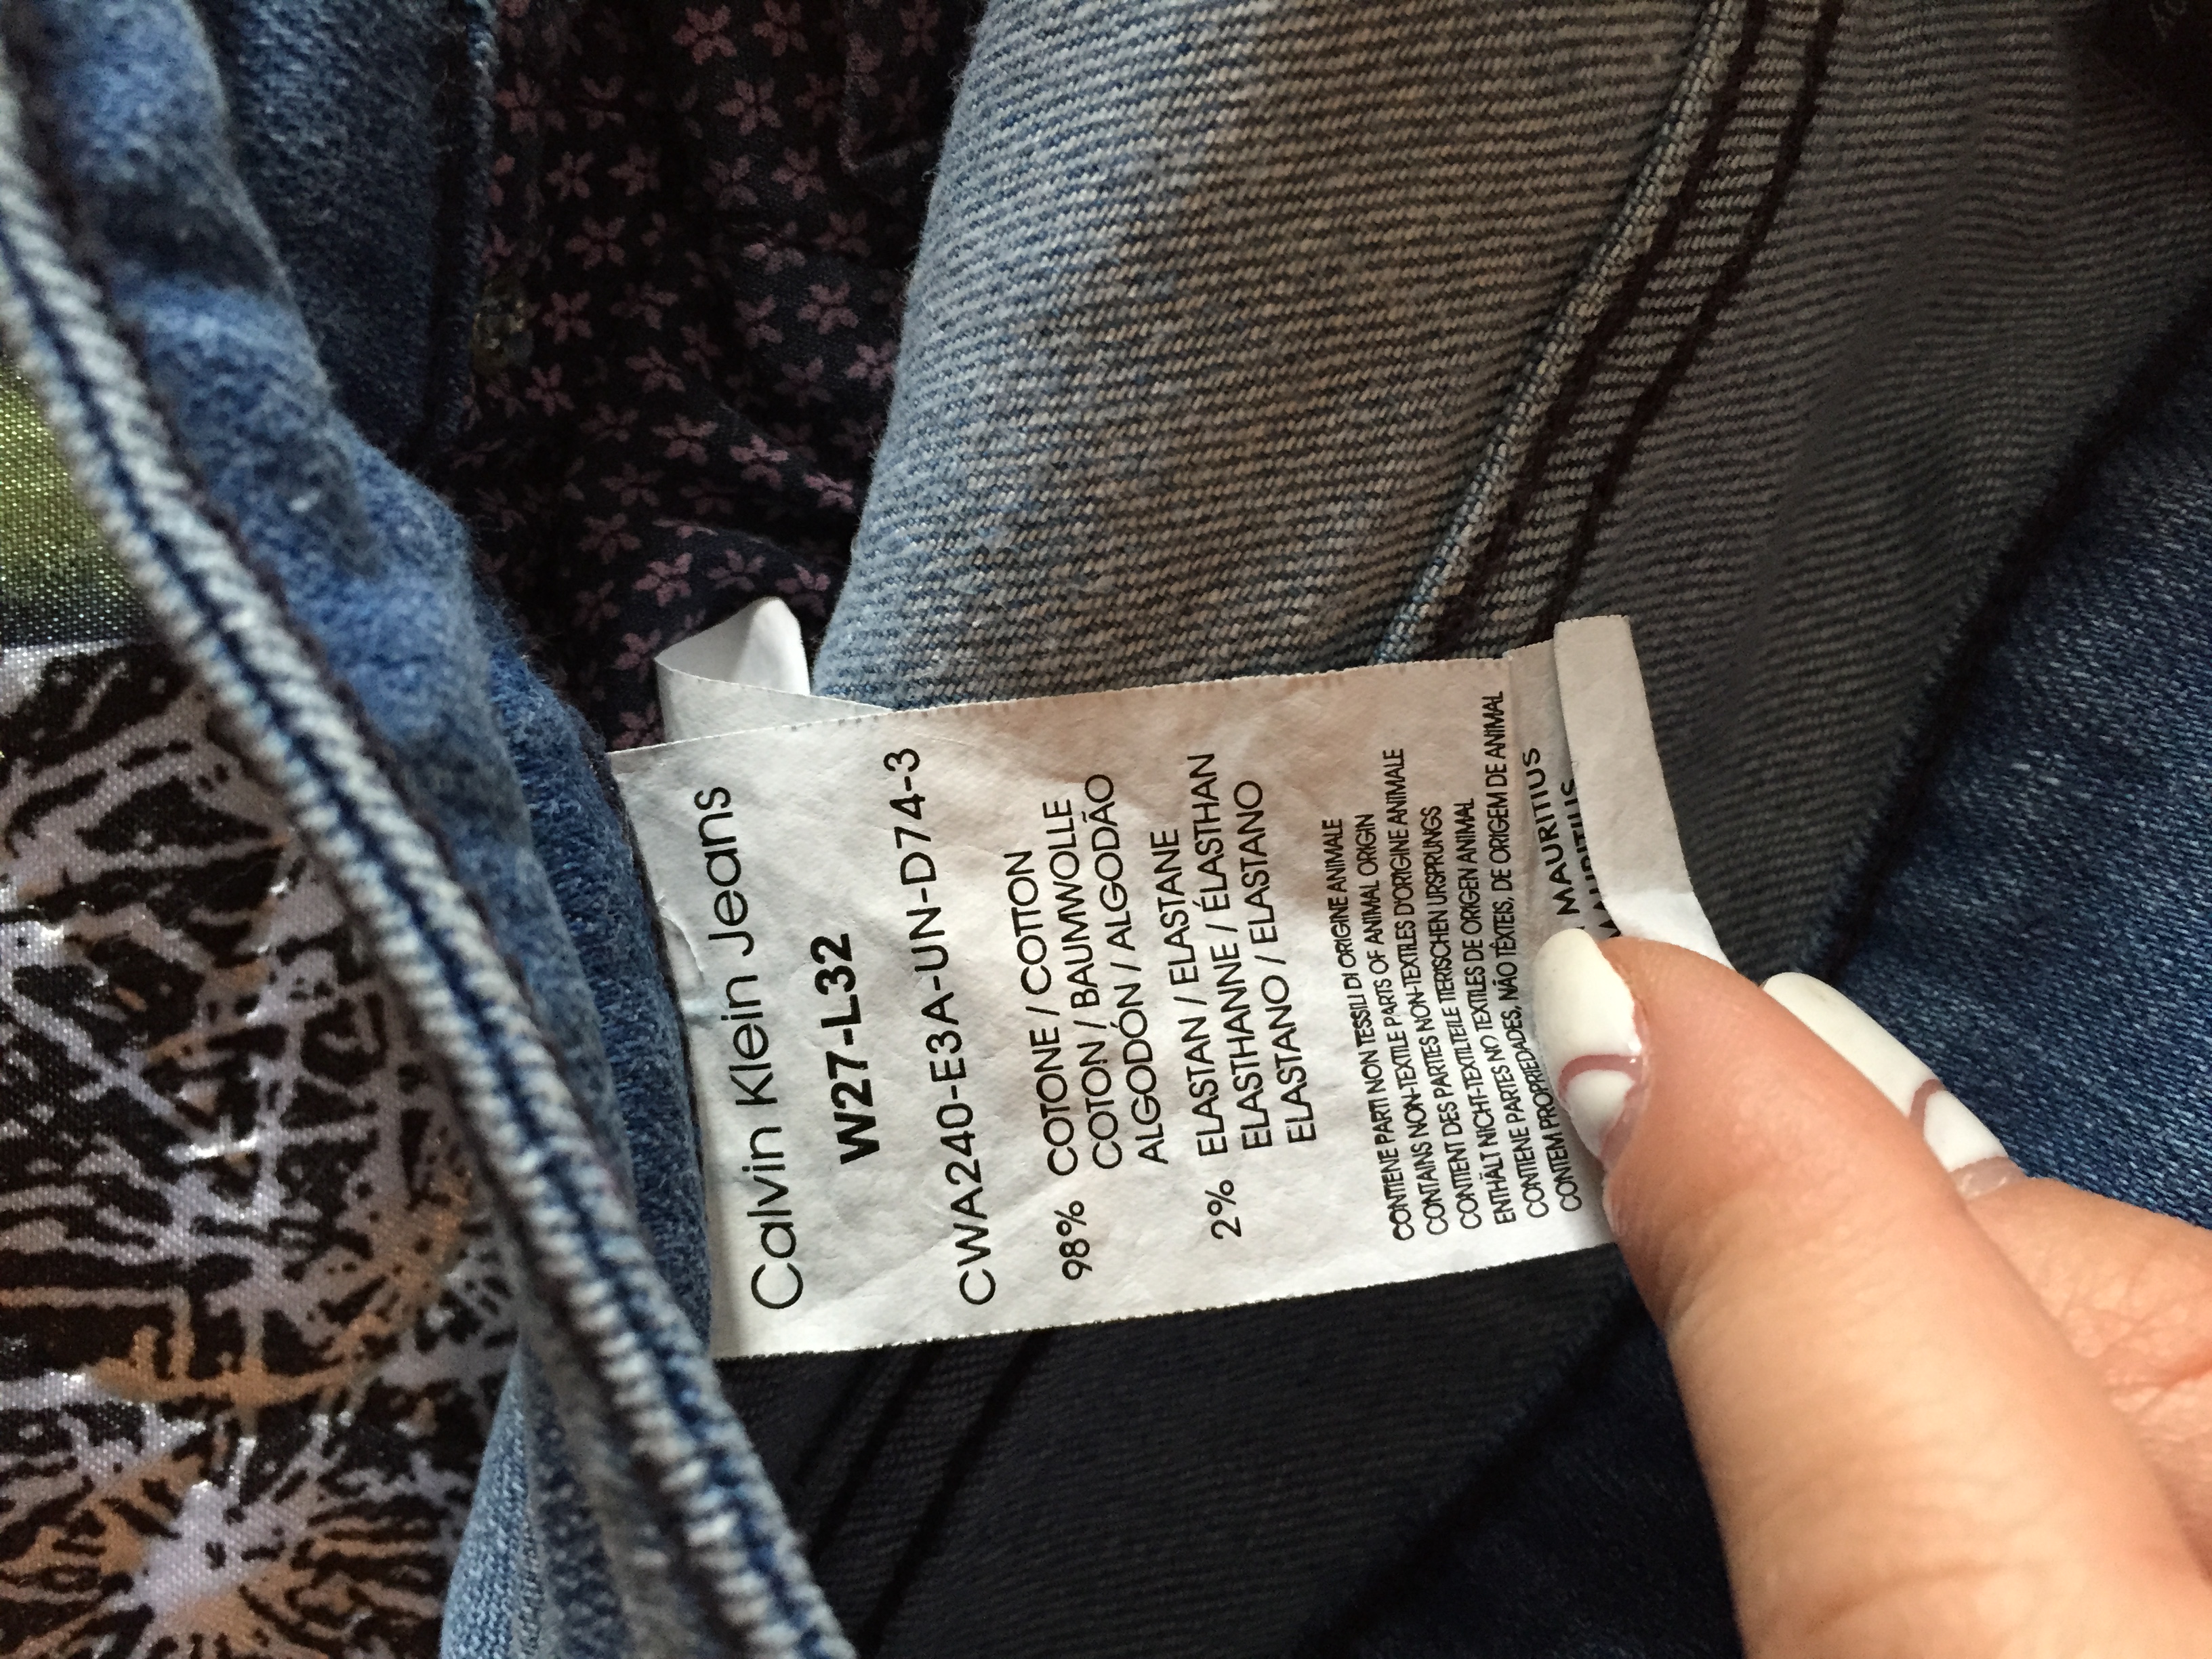 Calvin Klein Jeans
W27-L32
CWA240-E3A-UN-D74-3
98% COTONE / COTTON
COTON / BAUMWOLLE
ALGODÓN / ALGODÃO
2% ELASTAN / ELASTANE
ELASTHANNE / ÉLASTHAN
ELASTANO / ELASTANO
CONTIENE PARTI NON TESSILI DI ORIGINE ANIMALE
CONTAINS NON-TEXTILE PARTS OF ANIMAL ORIGIN
CONTIENT DES PARTIES NON-TEXTILES D'ORIGINE ANIMALE
ENTHÄLT NICHT-TEXTILTEILE TIERISCHEN URSPRUNGS
CONTIENE PARTES NO TEXTILES DE ORIGEN ANIMAL
CONTEM PROPRIEDADES, NÃO TÊXTEIS, DE ORIGEM DE ANIMAL
MAURITIUS
MAURITIUS